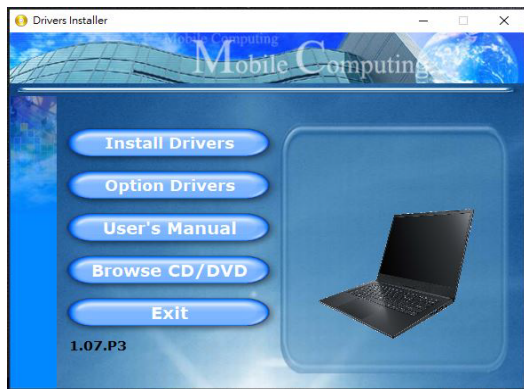 Drivers Installer
Mobile Computing
Mobile Computing
Install Drivers
Option Drivers
User's Manual
Browse CD/DVD
Exit
1.07.P3